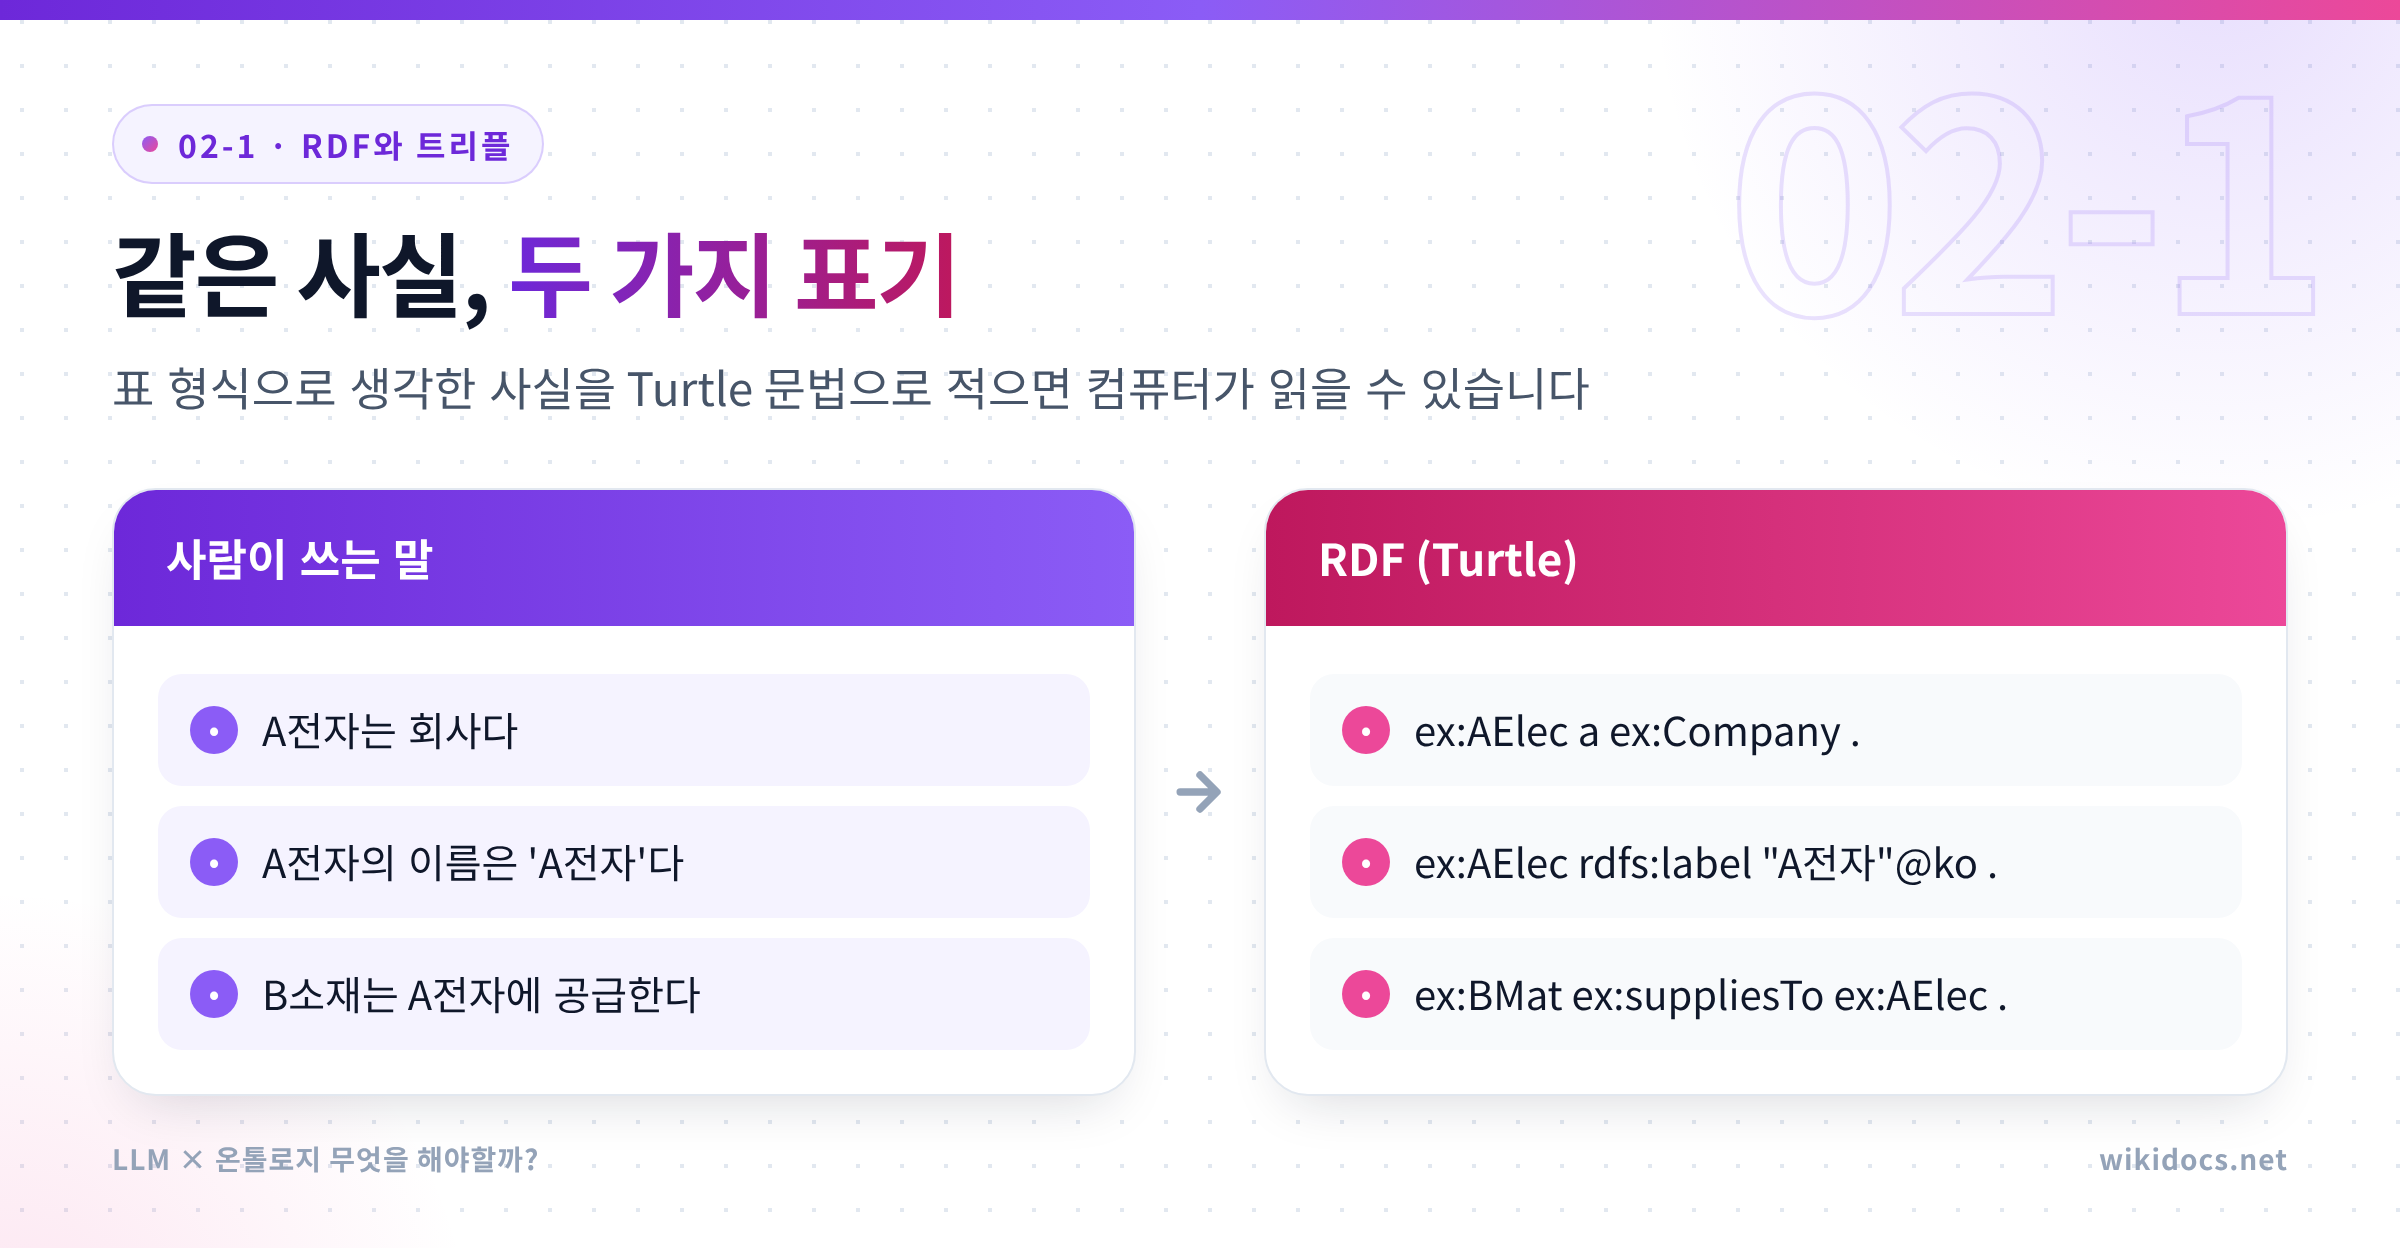 02-1 · RDF와 트리플
02-1
같은 사실, 두 가지 표기
표 형식으로 생각한 사실을 Turtle 문법으로 적으면 컴퓨터가 읽을 수 있습니다
사람이 쓰는 말
A전자는 회사다
A전자의 이름은 'A전자'다
B소재는 A전자에 공급한다
→
RDF (Turtle)
ex:AElec a ex:Company .
ex:AElec rdfs:label "A전자"@ko .
ex:BMat ex:suppliesTo ex:AElec .
LLM × 온톨로지 무엇을 해야할까?
wikidocs.net